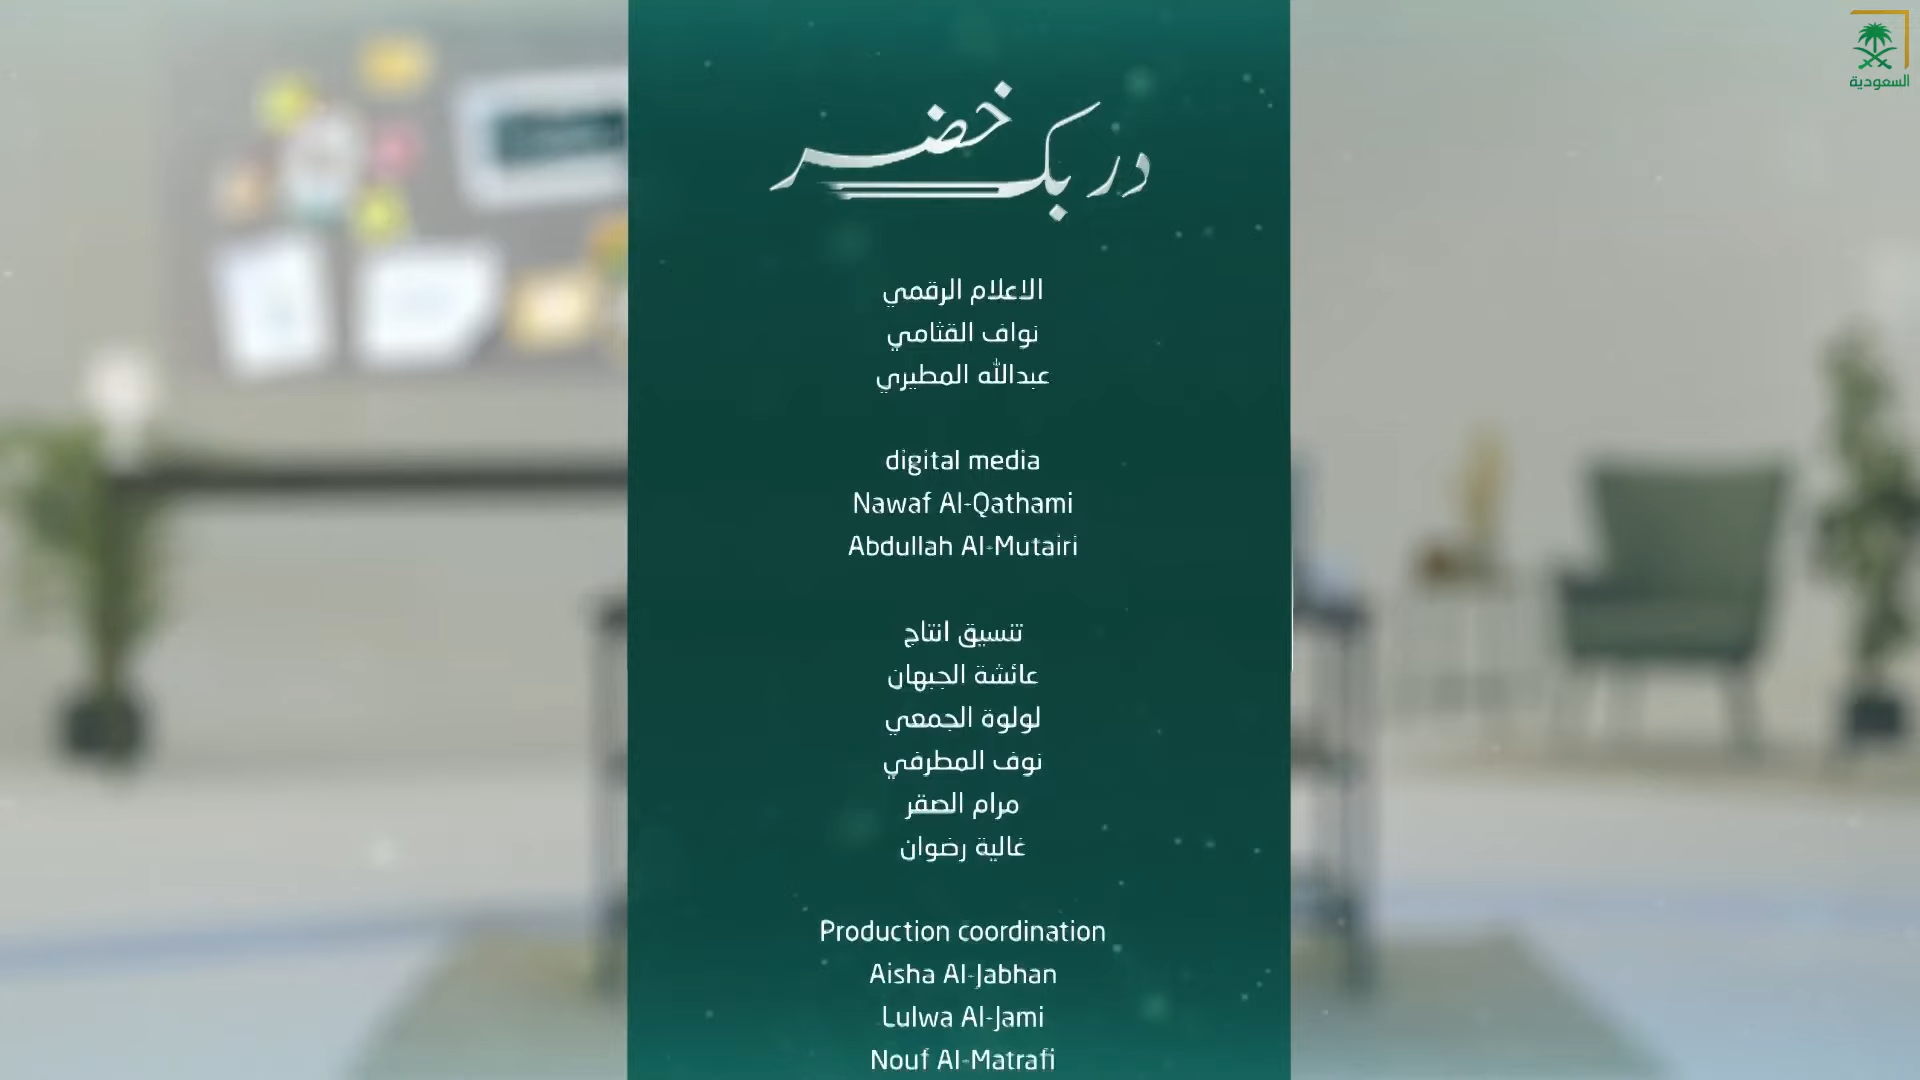 السعودية
دربك خضر
الاعلام الرقمي
نواف القثامي
عبدالله المطيري
digital media
Nawaf Al-Qathami
Abdullah Al-Mutairi
تنسيق انتاج
عائشة الجبهان
لولوة الجمعي
نوف المطرفي
مرام الصقر
غالية رضوان
Production coordination
Aisha Al-Jabhan
Lulwa Al-Jami
Nouf Al-Matrafi